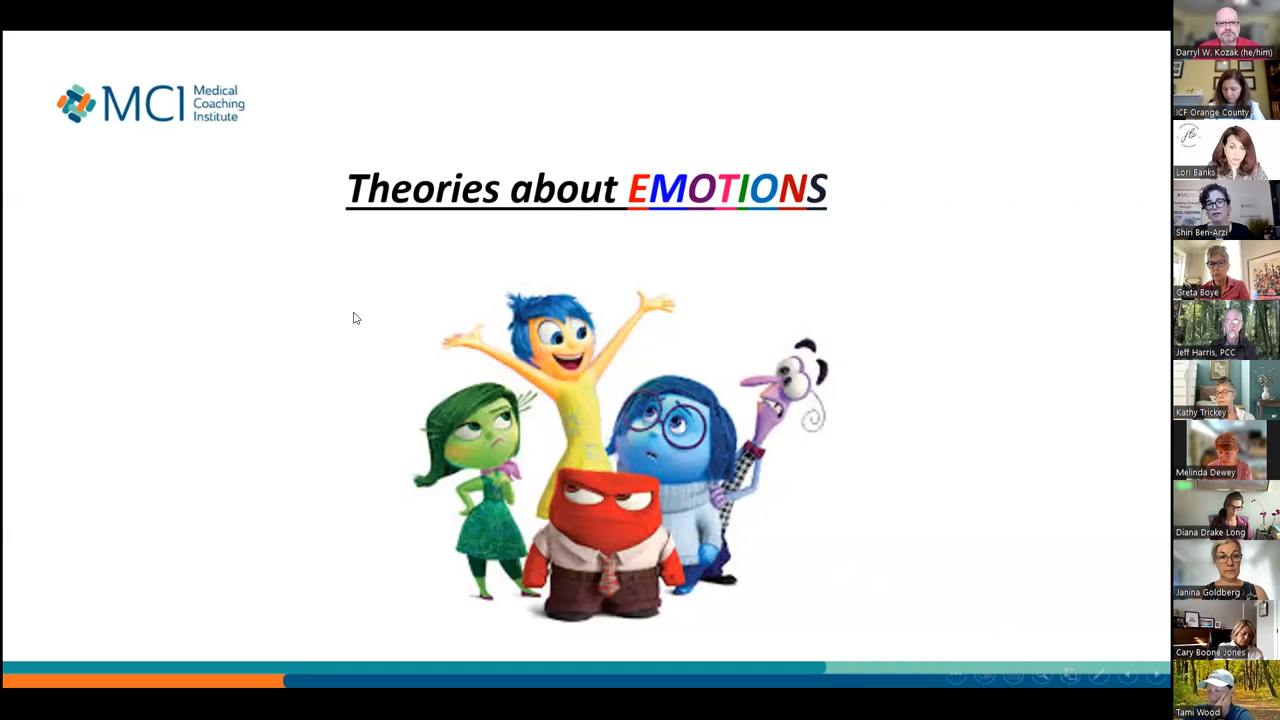 MCI
Medical
Coaching
Institute
Theories about EMOTIONS
Darryl W. Kozak (he/him)
ICF Orange County
Lori Banks
Shiri Ben-Arzi
Greta Boye
Jeff Harris, PCC
Kathy Trickey
Melinda Dewey
Diana Drake Long
Janina Goldberg
Cary Boone Jones
Tami Wood